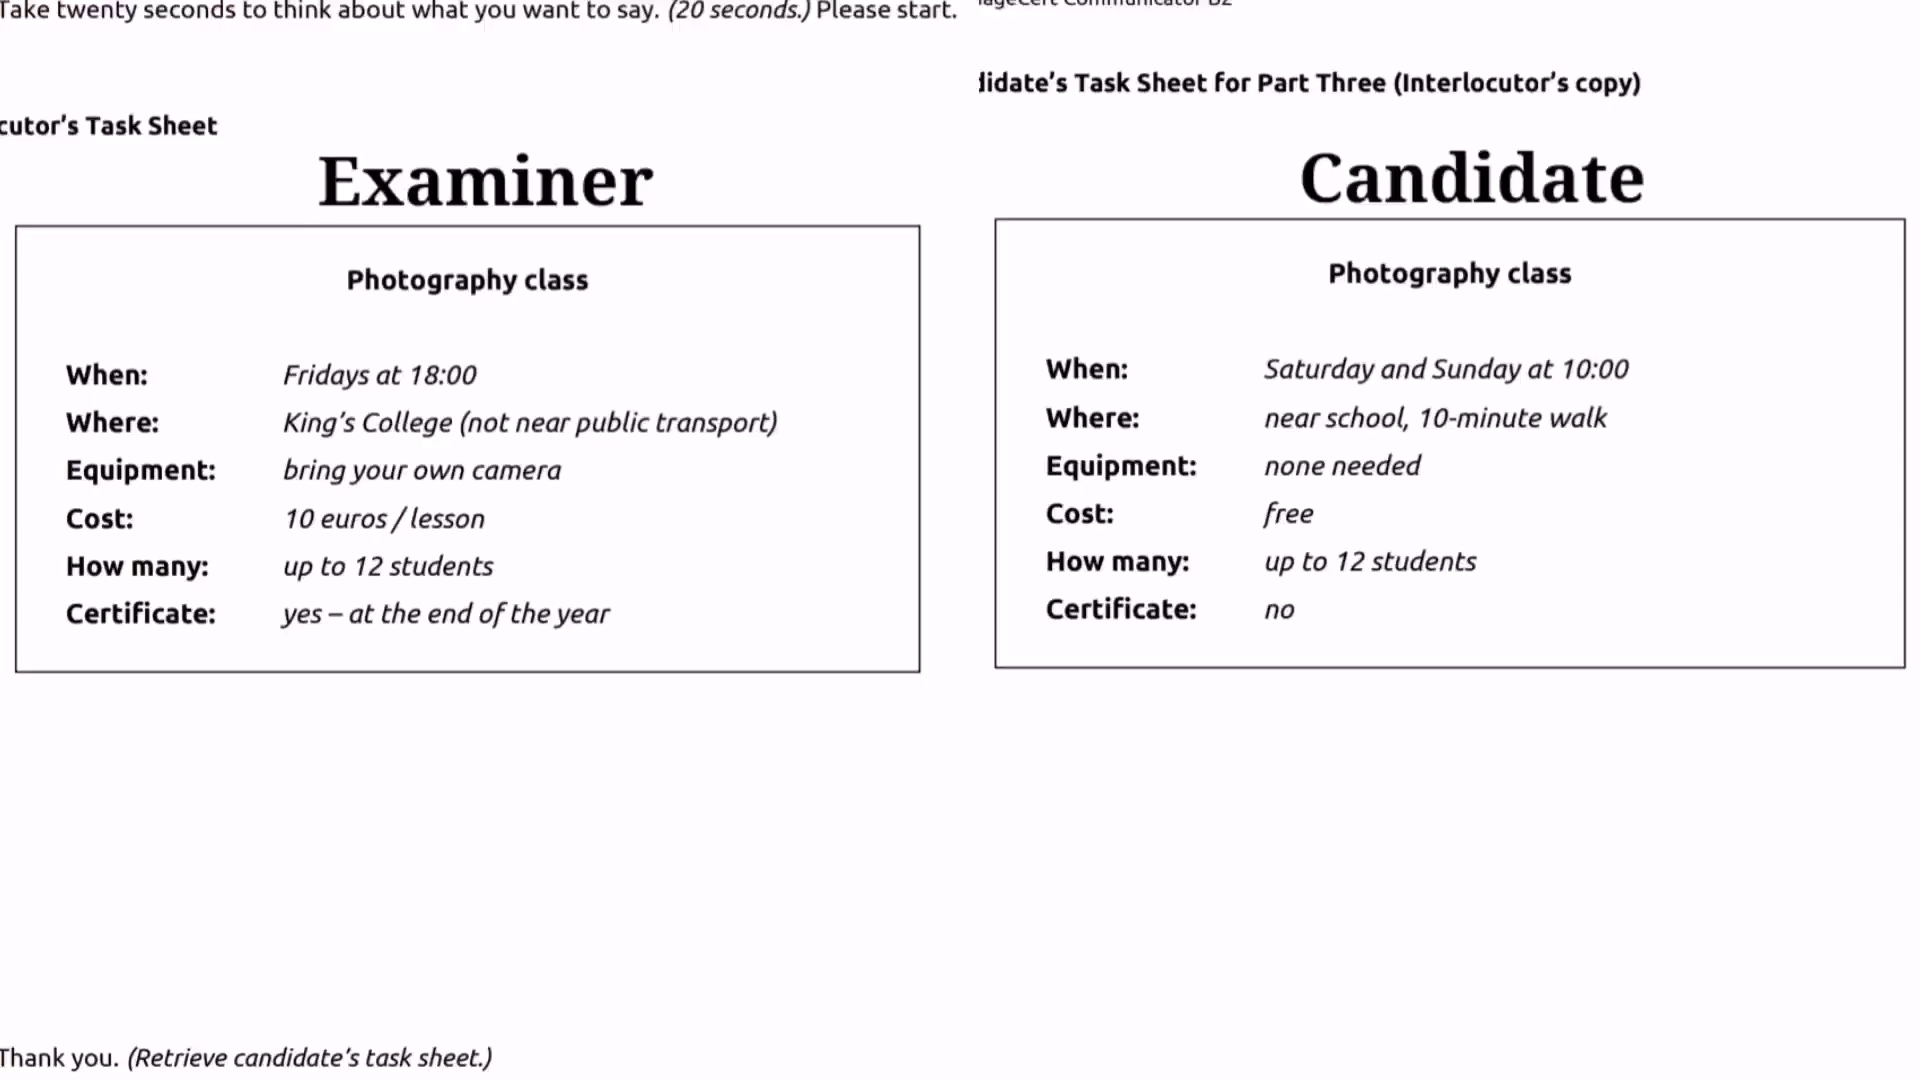 Take twenty seconds to think about what you want to say. (20 seconds.) Please start.
cutor's Task Sheet
Examiner
Photography class
When: Fridays at 18:00
Where: King's College (not near public transport)
Equipment: bring your own camera
Cost: 10 euros / lesson
How many: up to 12 students
Certificate: yes – at the end of the year
Thank you. (Retrieve candidate's task sheet.)
ageCert Communicator B2
didate's Task Sheet for Part Three (Interlocutor's copy)
Candidate
Photography class
When: Saturday and Sunday at 10:00
Where: near school, 10-minute walk
Equipment: none needed
Cost: free
How many: up to 12 students
Certificate: no